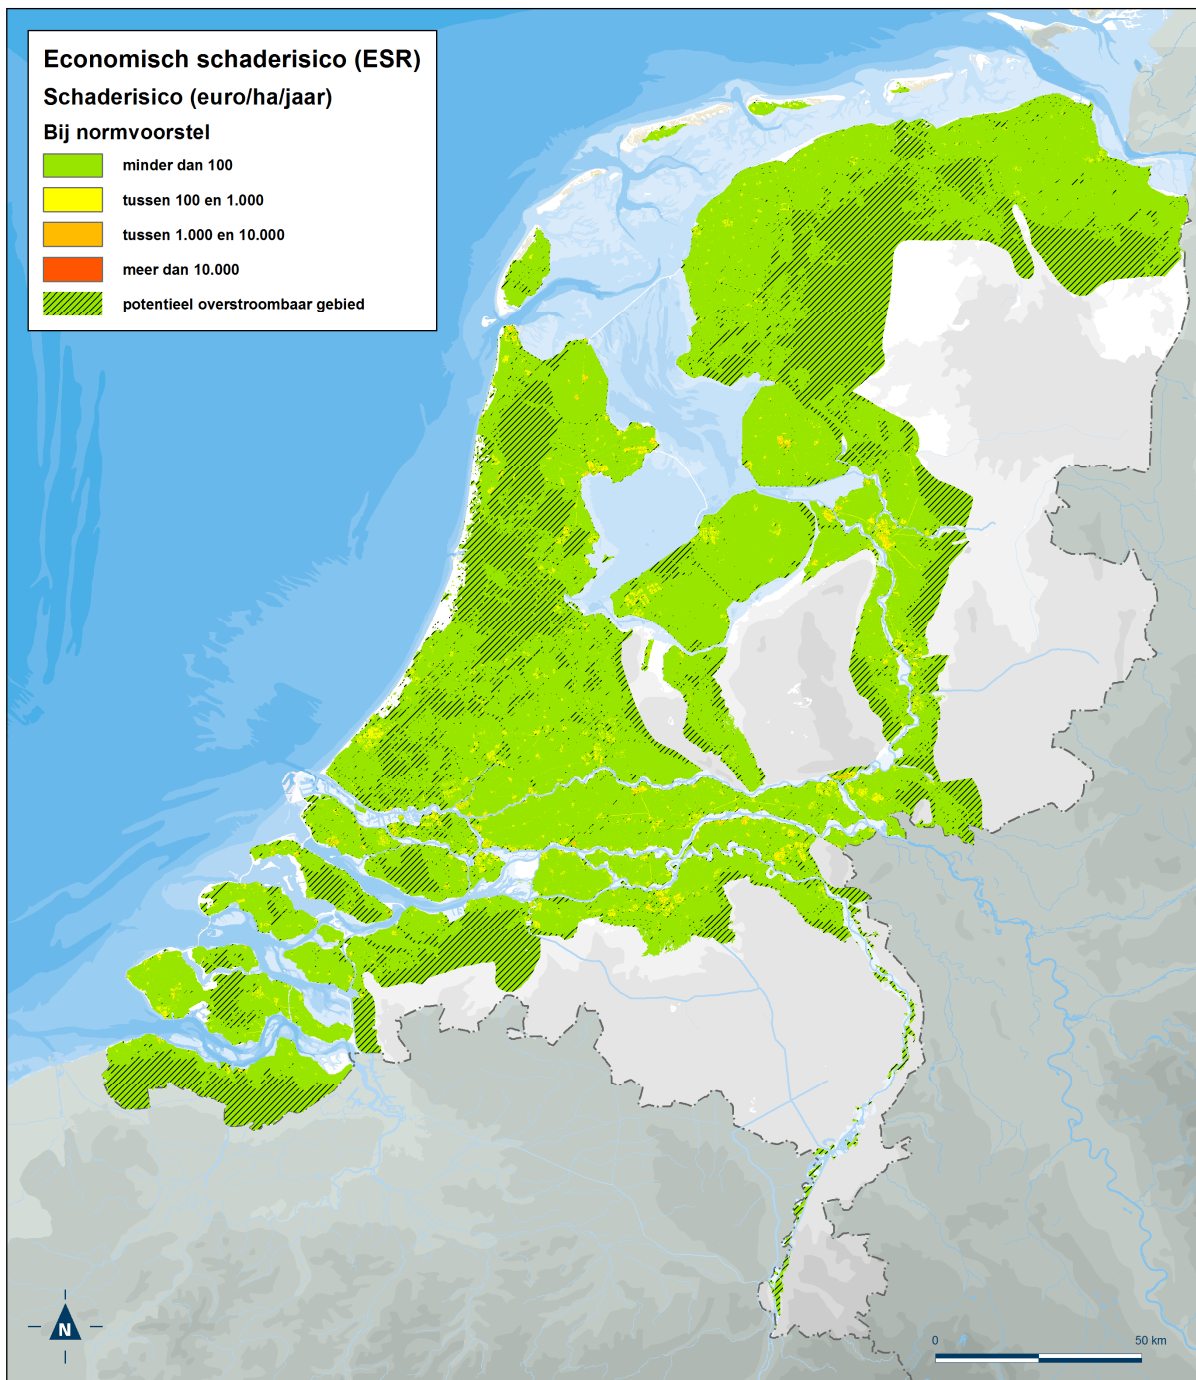 Economisch schaderisico (ESR)
Schaderisico (euro/ha/jaar)
Bij normvoorstel
minder dan 100
tussen 100 en 1.000
tussen 1.000 en 10.000
meer dan 10.000
potentieel overstroombaar gebied
N
0 50 km